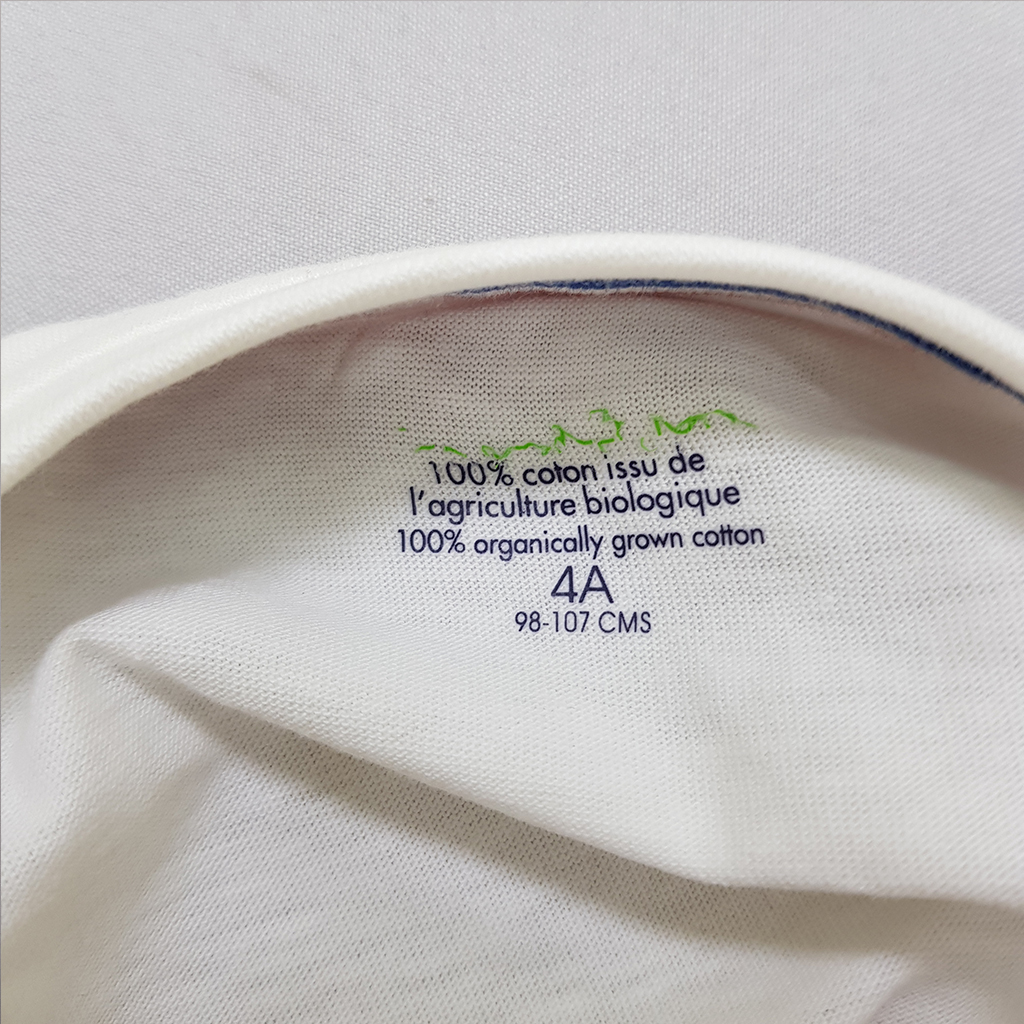 100% coton issu de
l'agriculture biologique
100% organically grown cotton
4A
98-107 CMS